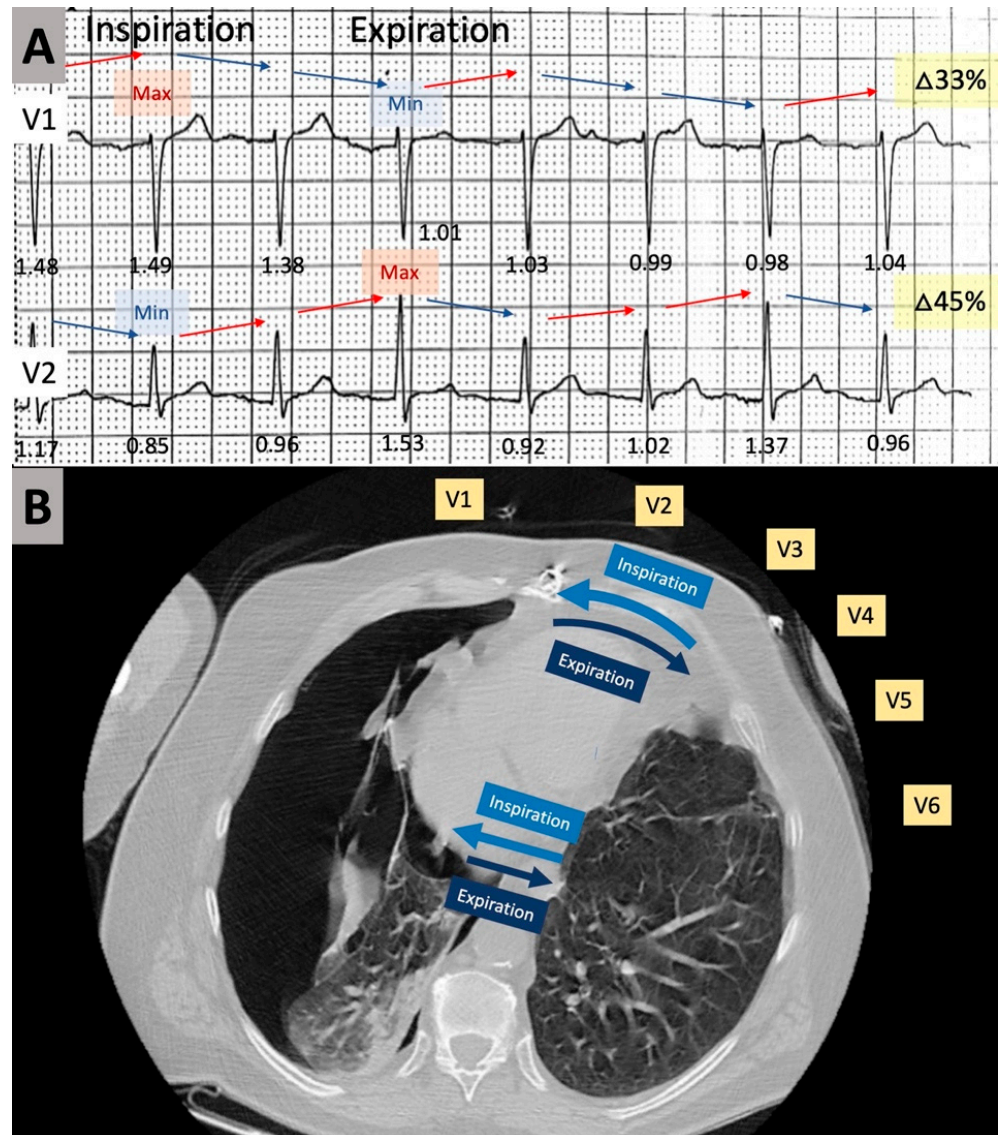 A
Inspiration Expiration
Max
Min
△33%
V1
1.01
1.48 1.49 1.38 1.03 0.99 0.98 1.04
Max
Min
△45%
V2
1.17 0.85 0.96 1.53 0.92 1.02 1.37 0.96
B
V1
V2
V3
Inspiration
V4
Expiration
V5
V6
Inspiration
Expiration